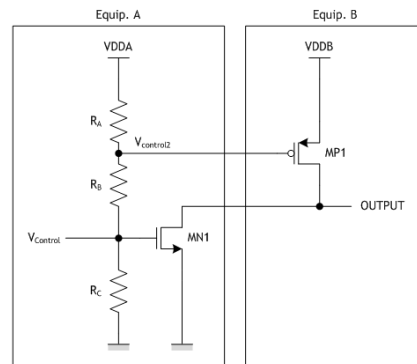 Equip. A
Equip. B
VDDA
VDDB
RA
Vcontrol2
MP1
RB
OUTPUT
VControl
MN1
RC